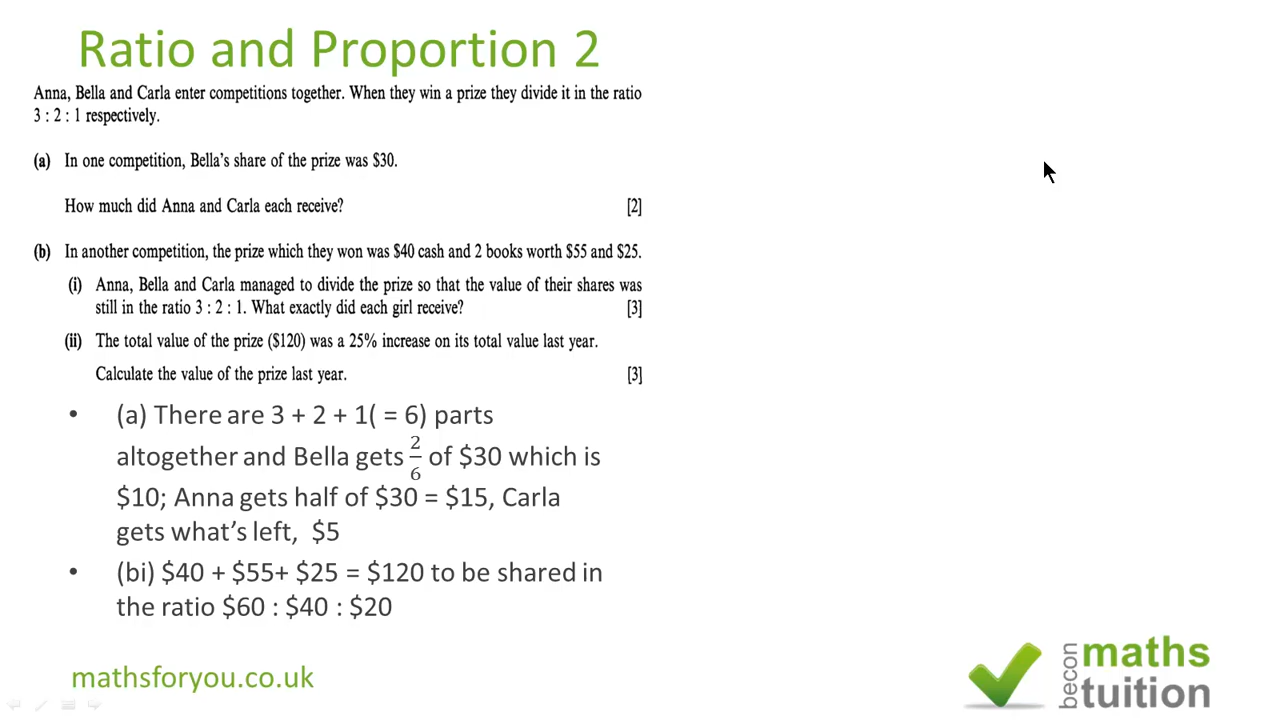 Ratio and Proportion 2
Anna, Bella and Carla enter competitions together. When they win a prize they divide it in the ratio
3 : 2 : 1 respectively.
(a) In one competition, Bella's share of the prize was $30.
How much did Anna and Carla each receive? [2]
(b) In another competition, the prize which they won was $40 cash and 2 books worth $55 and $25.
(i) Anna, Bella and Carla managed to divide the prize so that the value of their shares was
still in the ratio 3 : 2 : 1. What exactly did each girl receive? [3]
(ii) The total value of the prize ($120) was a 25% increase on its total value last year.
Calculate the value of the prize last year. [3]
• (a) There are 3 + 2 + 1( = 6) parts
altogether and Bella gets 2/6 of $30 which is
$10; Anna gets half of $30 = $15, Carla
gets what's left, $5
• (bi) $40 + $55+ $25 = $120 to be shared in
the ratio $60 : $40 : $20
mathsforyou.co.uk
becon
maths
tuition